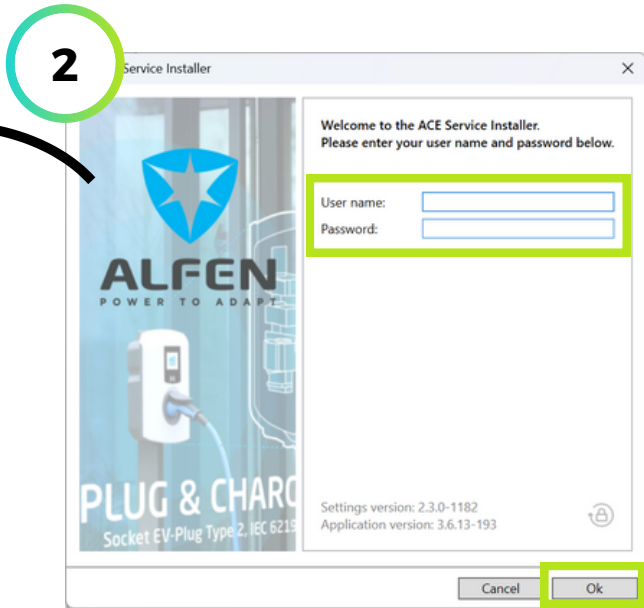 2
Service Installer
Welcome to the ACE Service Installer.
Please enter your user name and password below.
User name:
Password:
ALFEN
POWER TO ADAPT
PLUG & CHARG
Socket EV-Plug Type 2, IEC 6219
Settings version: 2.3.0-1182
Application version: 3.6.13-193
Cancel
Ok